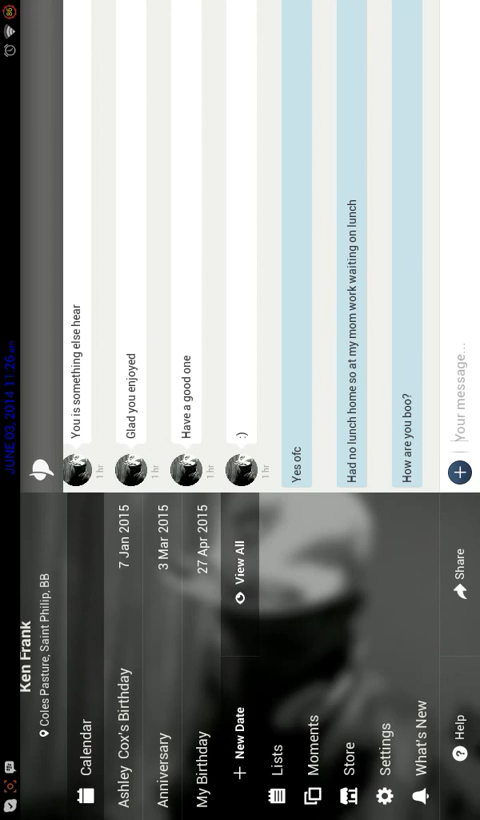 JUNE 03, 2014 11:26 am
86
Ken Frank
Coles Pasture, Saint Philip, BB
Calendar
Ashley Cox's Birthday 7 Jan 2015
Anniversary 3 Mar 2015
My Birthday 27 Apr 2015
New Date View All
Lists
Moments
Store
Settings
What's New
Help Share
You is something else hear
1 hr
Glad you enjoyed
1 hr
Have a good one
1 hr
:)
1 hr
Yes ofc
Had no lunch home so at my mom work waiting on lunch
How are you boo?
Your message...